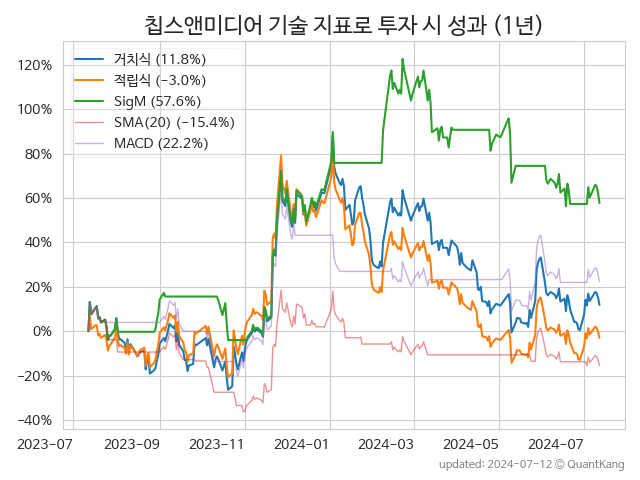 칩스앤미디어 기술 지표로 투자 시 성과 (1년)
거치식 (11.8%)
적립식 (−3.0%)
SigM (57.6%)
SMA(20) (−15.4%)
MACD (22.2%)
120%
100%
80%
60%
40%
20%
0%
−20%
−40%
2023-07
2023-09
2023-11
2024-01
2024-03
2024-05
2024-07
updated: 2024-07-12 © QuantKang